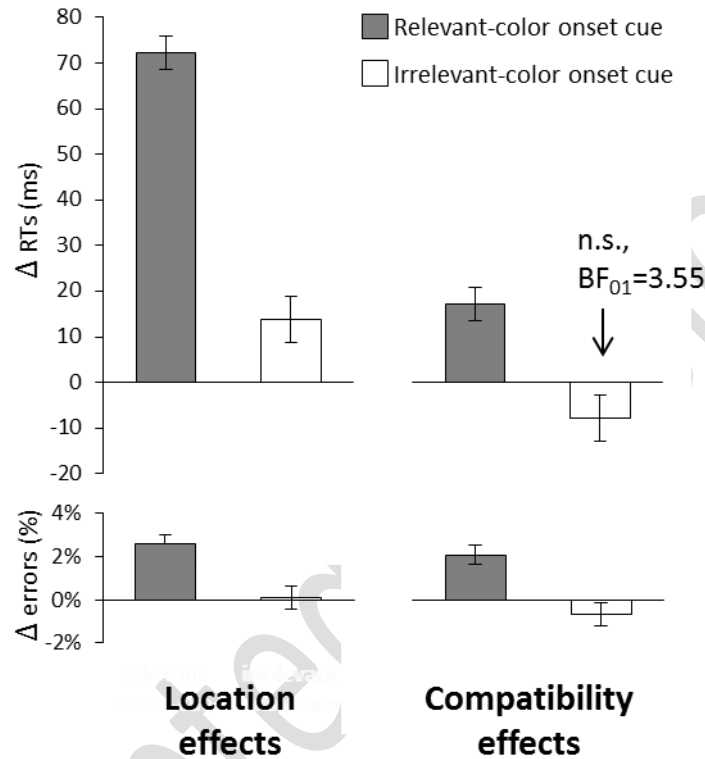 80
70
60
50
40
30
20
10
0
-10
-20
Δ RTs (ms)
Relevant-color onset cue
Irrelevant-color onset cue
n.s.,
BF01=3.55
4%
2%
0%
-2%
Δ errors (%)
Location
effects
Compatibility
effects